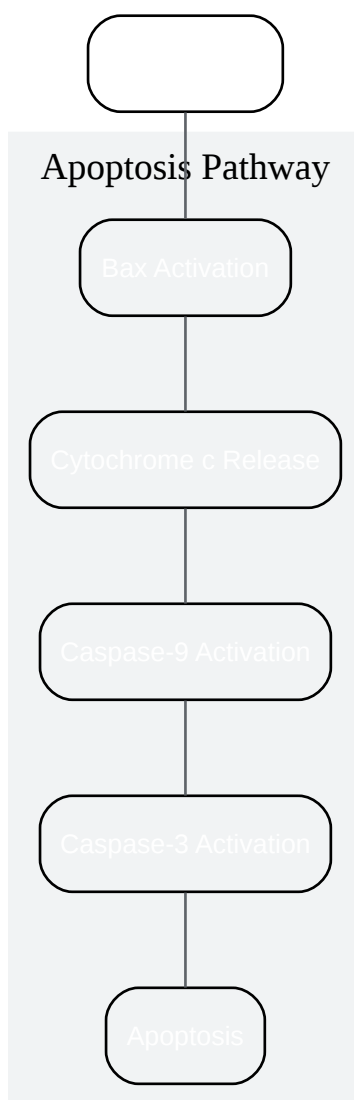 Apoptosis Pathway
Bax Activation
Cytochrome c Release
Caspase-9 Activation
Caspase-3 Activation
Apoptosis